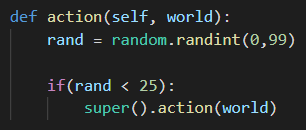 def action(self, world):
    rand = random.randint(0,99)

    if(rand < 25):
        super().action(world)